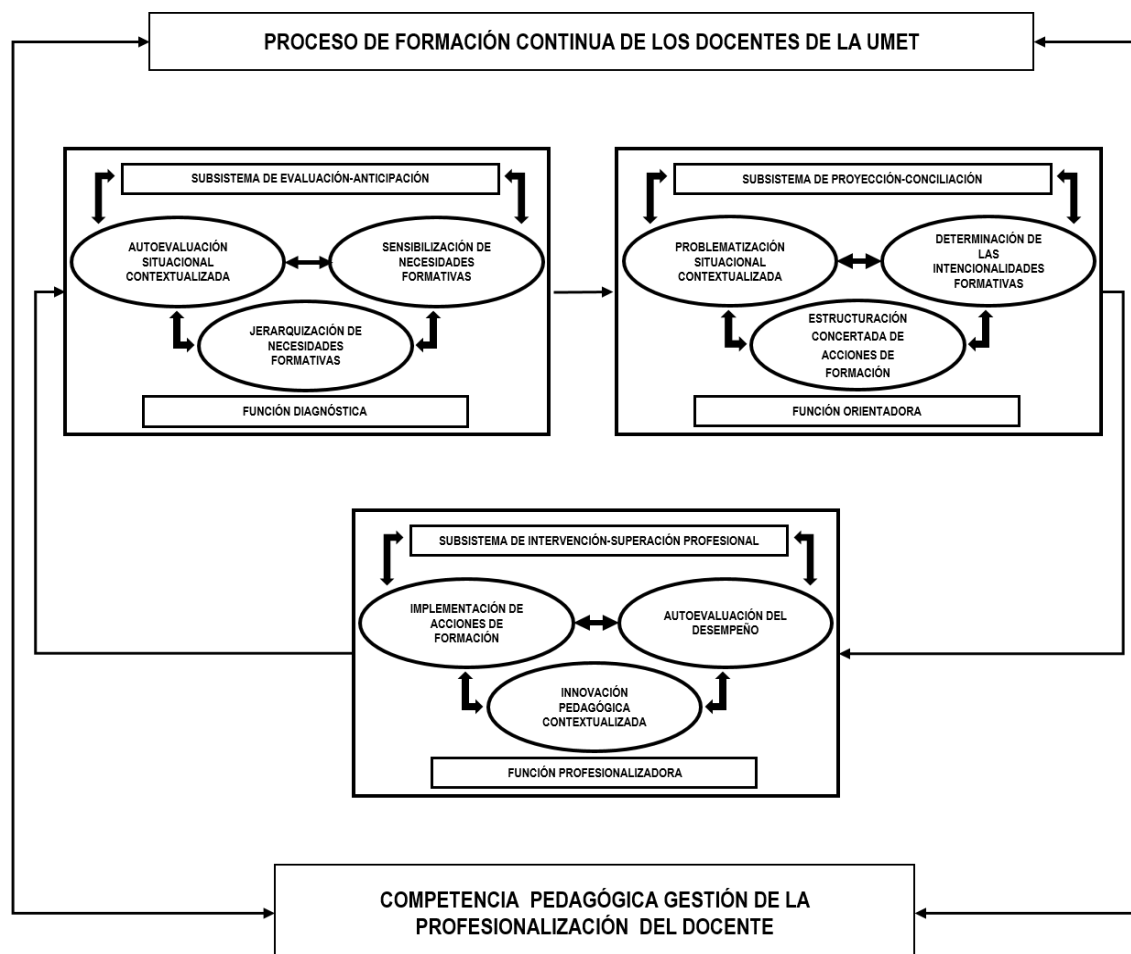 PROCESO DE FORMACIÓN CONTINUA DE LOS DOCENTES DE LA UMET
SUBSISTEMA DE EVALUACIÓN-ANTICIPACIÓN
AUTOEVALUACIÓN
SITUACIONAL
CONTEXTUALIZADA
SENSIBILIZACIÓN DE
NECESIDADES
FORMATIVAS
JERARQUIZACIÓN DE
NECESIDADES
FORMATIVAS
FUNCIÓN DIAGNÓSTICA
SUBSISTEMA DE PROYECCIÓN-CONCILIACIÓN
PROBLEMATIZACIÓN
SITUACIONAL
CONTEXTUALIZADA
DETERMINACIÓN DE
LAS
INTENCIONALIDADES
FORMATIVAS
ESTRUCTURACIÓN
CONCERTADA DE
ACCIONES DE
FORMACIÓN
FUNCIÓN ORIENTADORA
SUBSISTEMA DE INTERVENCIÓN-SUPERACIÓN PROFESIONAL
IMPLEMENTACIÓN DE
ACCIONES DE
FORMACIÓN
AUTOEVALUACIÓN DEL
DESEMPEÑO
INNOVACIÓN
PEDAGÓGICA
CONTEXTUALIZADA
FUNCIÓN PROFESIONALIZADORA
COMPETENCIA PEDAGÓGICA GESTIÓN DE LA
PROFESIONALIZACIÓN DEL DOCENTE